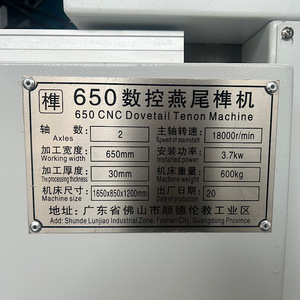 榫 650数控燕尾榫机
650 CNC Dovetail Tenon Machine
轴 数: 2 主轴转速: 18000r/min
Axles Speed of mainshaft
加工宽度: 650mm 安装功率: 3.7kw
Working width Installed power
加工厚度: 30mm 机床重量: 600kg
The processing thickness Machine weight
机床尺寸: 1650x850x1200mm 出厂日期: 20
Machine size Date of production
地址: 广东省佛山市顺德伦教工业区
Add: Shunde Lunjiao Industrial Zone, Foshan City, Guangdong Province